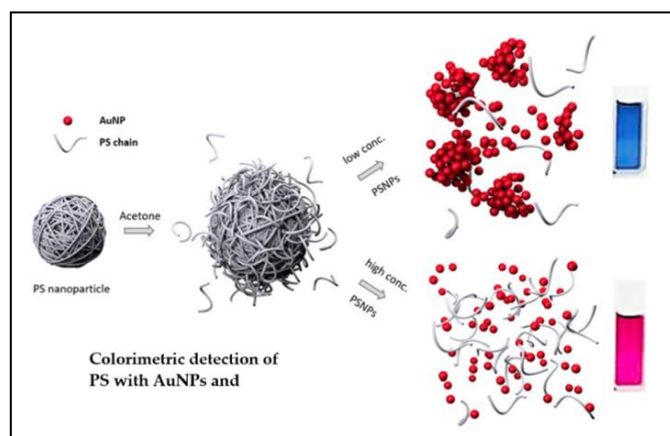 AuNP
PS chain
Acetone
PS nanoparticle
low conc.
PSNPs
high conc.
PSNPs
Colorimetric detection of
PS with AuNPs and